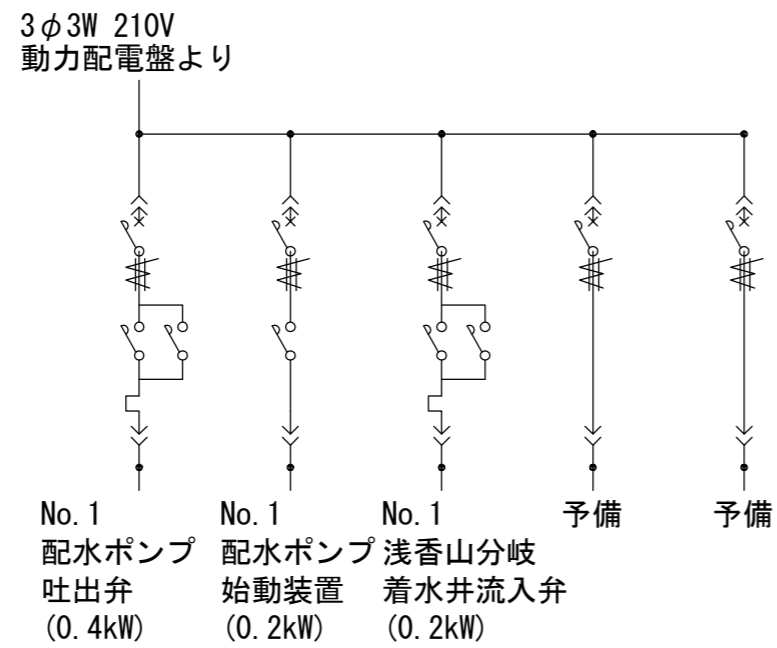 3φ3W 210V
動力配電盤より
No.1
配水ポンプ
吐出弁
(0.4kW)
No.1
配水ポンプ
始動装置
(0.2kW)
No.1
浅香山分岐
着水井流入弁
(0.2kW)
予備
予備